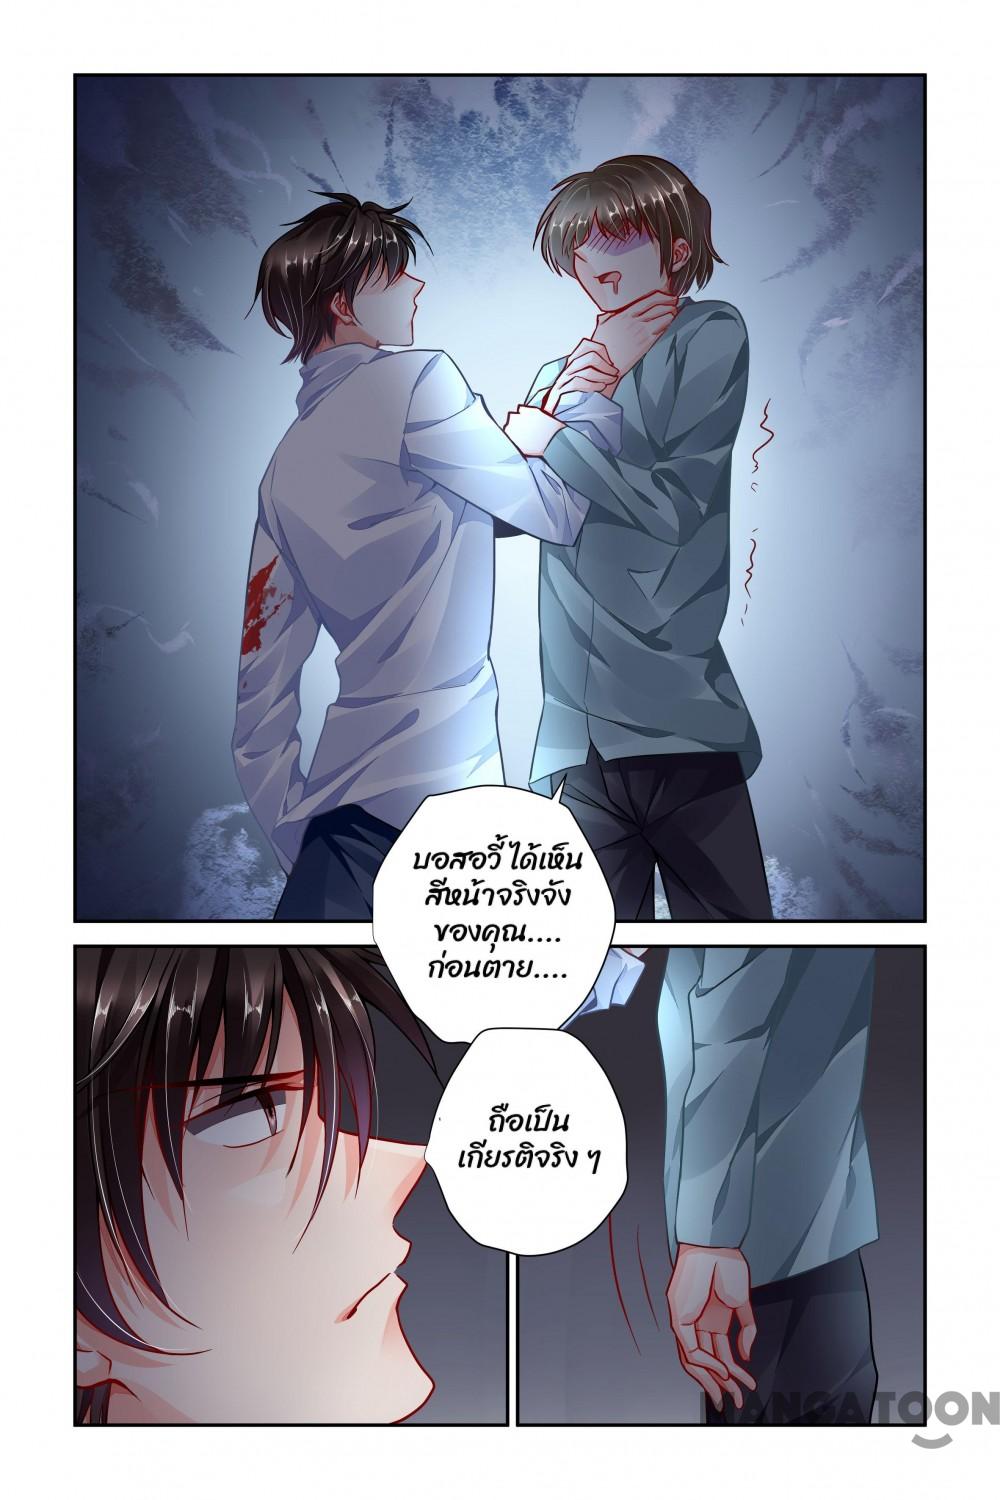 บอสอวี้ ได้เห็น
สีหน้าจริงจัง
ของคุณ....
ก่อนตาย....
ถือเป็น
เกียรติจริง ๆ
MANGATOON